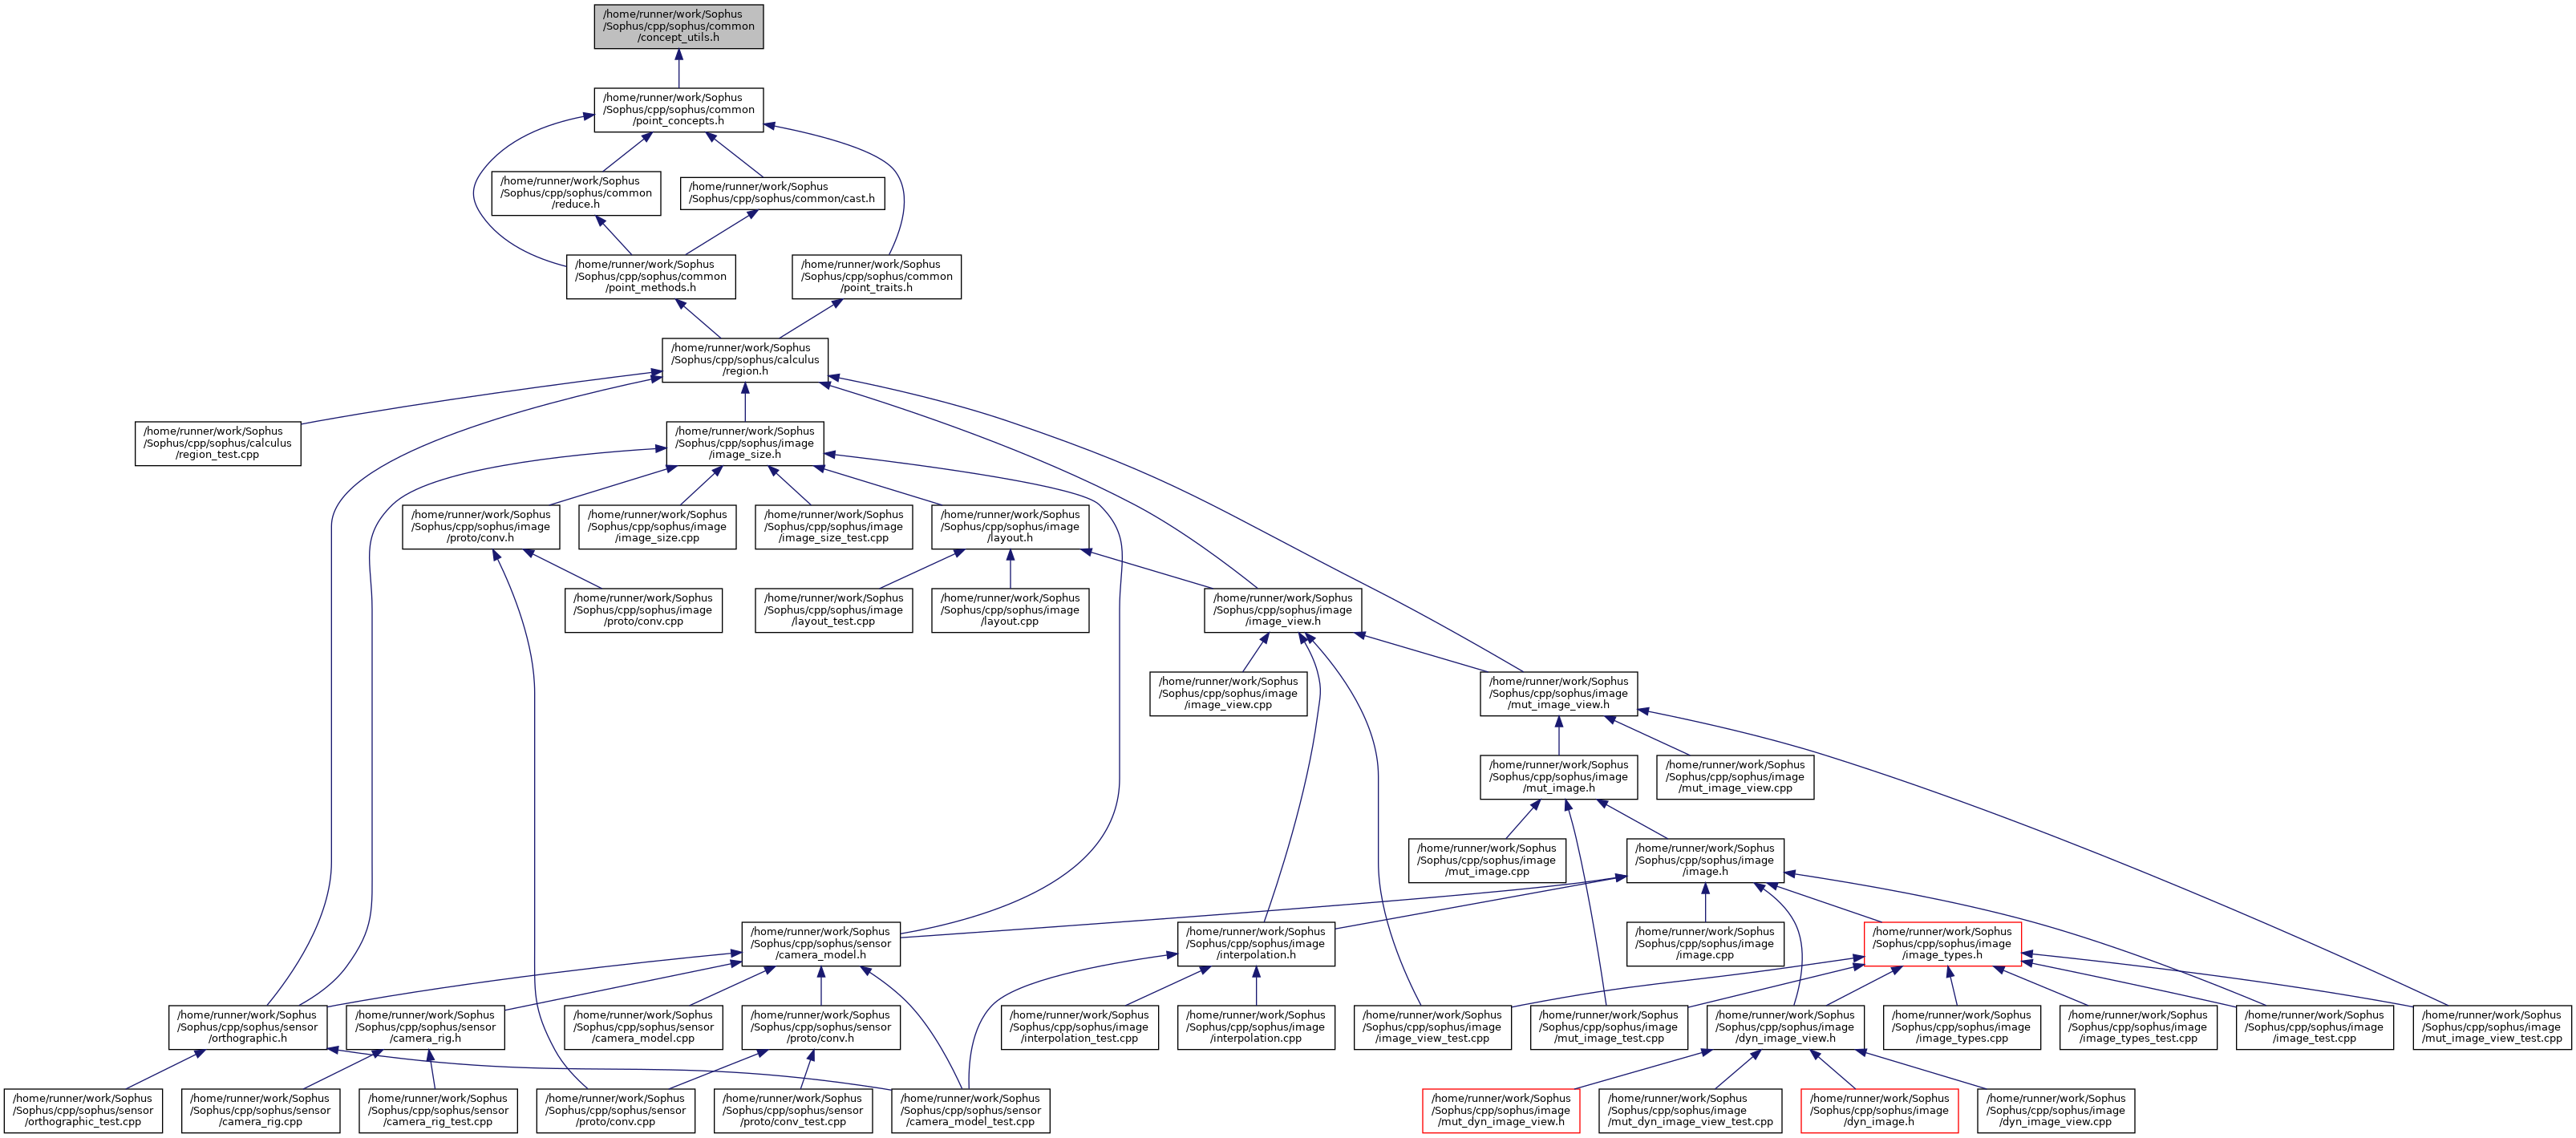 /home/runner/work/Sophus
/Sophus/cpp/sophus/common
/concept_utils.h
/home/runner/work/Sophus
/Sophus/cpp/sophus/common
/point_concepts.h
/home/runner/work/Sophus
/Sophus/cpp/sophus/common
/reduce.h
/home/runner/work/Sophus
/Sophus/cpp/sophus/common/cast.h
/home/runner/work/Sophus
/Sophus/cpp/sophus/common
/point_methods.h
/home/runner/work/Sophus
/Sophus/cpp/sophus/common
/point_traits.h
/home/runner/work/Sophus
/Sophus/cpp/sophus/calculus
/region.h
/home/runner/work/Sophus
/Sophus/cpp/sophus/calculus
/region_test.cpp
/home/runner/work/Sophus
/Sophus/cpp/sophus/image
/image_size.h
/home/runner/work/Sophus
/Sophus/cpp/sophus/image
/proto/conv.h
/home/runner/work/Sophus
/Sophus/cpp/sophus/image
/image_size.cpp
/home/runner/work/Sophus
/Sophus/cpp/sophus/image
/image_size_test.cpp
/home/runner/work/Sophus
/Sophus/cpp/sophus/image
/layout.h
/home/runner/work/Sophus
/Sophus/cpp/sophus/image
/proto/conv.cpp
/home/runner/work/Sophus
/Sophus/cpp/sophus/image
/layout_test.cpp
/home/runner/work/Sophus
/Sophus/cpp/sophus/image
/layout.cpp
/home/runner/work/Sophus
/Sophus/cpp/sophus/image
/image_view.h
/home/runner/work/Sophus
/Sophus/cpp/sophus/image
/image_view.cpp
/home/runner/work/Sophus
/Sophus/cpp/sophus/image
/mut_image_view.h
/home/runner/work/Sophus
/Sophus/cpp/sophus/image
/mut_image.h
/home/runner/work/Sophus
/Sophus/cpp/sophus/image
/mut_image_view.cpp
/home/runner/work/Sophus
/Sophus/cpp/sophus/image
/mut_image.cpp
/home/runner/work/Sophus
/Sophus/cpp/sophus/image
/image.h
/home/runner/work/Sophus
/Sophus/cpp/sophus/sensor
/camera_model.h
/home/runner/work/Sophus
/Sophus/cpp/sophus/image
/interpolation.h
/home/runner/work/Sophus
/Sophus/cpp/sophus/image
/image.cpp
/home/runner/work/Sophus
/Sophus/cpp/sophus/image
/image_types.h
/home/runner/work/Sophus
/Sophus/cpp/sophus/sensor
/orthographic.h
/home/runner/work/Sophus
/Sophus/cpp/sophus/sensor
/camera_rig.h
/home/runner/work/Sophus
/Sophus/cpp/sophus/sensor
/camera_model.cpp
/home/runner/work/Sophus
/Sophus/cpp/sophus/sensor
/proto/conv.h
/home/runner/work/Sophus
/Sophus/cpp/sophus/image
/interpolation_test.cpp
/home/runner/work/Sophus
/Sophus/cpp/sophus/image
/interpolation.cpp
/home/runner/work/Sophus
/Sophus/cpp/sophus/image
/image_view_test.cpp
/home/runner/work/Sophus
/Sophus/cpp/sophus/image
/mut_image_test.cpp
/home/runner/work/Sophus
/Sophus/cpp/sophus/image
/dyn_image_view.h
/home/runner/work/Sophus
/Sophus/cpp/sophus/image
/image_types.cpp
/home/runner/work/Sophus
/Sophus/cpp/sophus/image
/image_types_test.cpp
/home/runner/work/Sophus
/Sophus/cpp/sophus/image
/image_test.cpp
/home/runner/work/Sophus
/Sophus/cpp/sophus/image
/mut_image_view_test.cpp
/home/runner/work/Sophus
/Sophus/cpp/sophus/sensor
/orthographic_test.cpp
/home/runner/work/Sophus
/Sophus/cpp/sophus/sensor
/camera_rig.cpp
/home/runner/work/Sophus
/Sophus/cpp/sophus/sensor
/camera_rig_test.cpp
/home/runner/work/Sophus
/Sophus/cpp/sophus/sensor
/proto/conv.cpp
/home/runner/work/Sophus
/Sophus/cpp/sophus/sensor
/proto/conv_test.cpp
/home/runner/work/Sophus
/Sophus/cpp/sophus/sensor
/camera_model_test.cpp
/home/runner/work/Sophus
/Sophus/cpp/sophus/image
/mut_dyn_image_view.h
/home/runner/work/Sophus
/Sophus/cpp/sophus/image
/mut_dyn_image_view_test.cpp
/home/runner/work/Sophus
/Sophus/cpp/sophus/image
/dyn_image.h
/home/runner/work/Sophus
/Sophus/cpp/sophus/image
/dyn_image_view.cpp